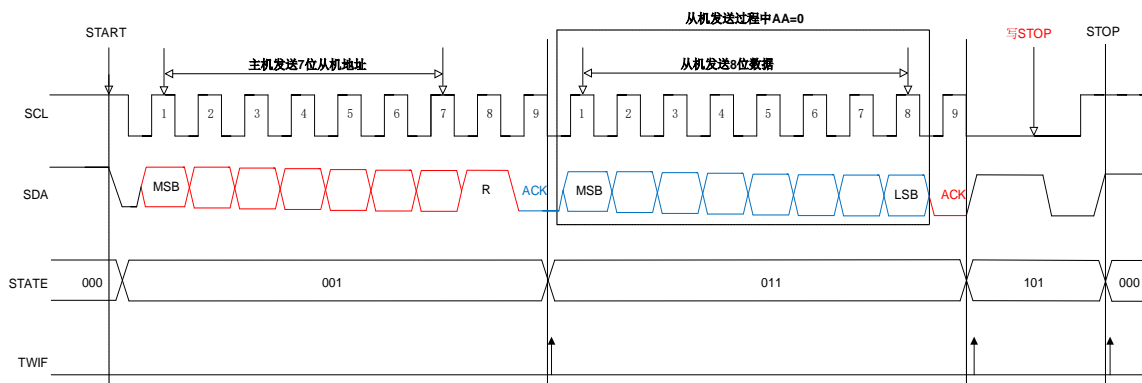 从机发送过程中AA=0
START
写STOP
STOP
主机发送7位从机地址
从机发送8位数据
SCL 1 2 3 4 5 6 7 8 9 1 2 3 4 5 6 7 8 9
SDA MSB R ACK MSB LSB ACK
STATE 000 001 011 101 000
TWIF